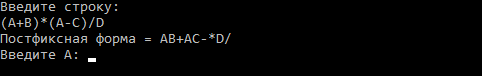 Введите строку:
(A+B)*(A-C)/D
Постфиксная форма = AB+AC-*D/
Введите A: